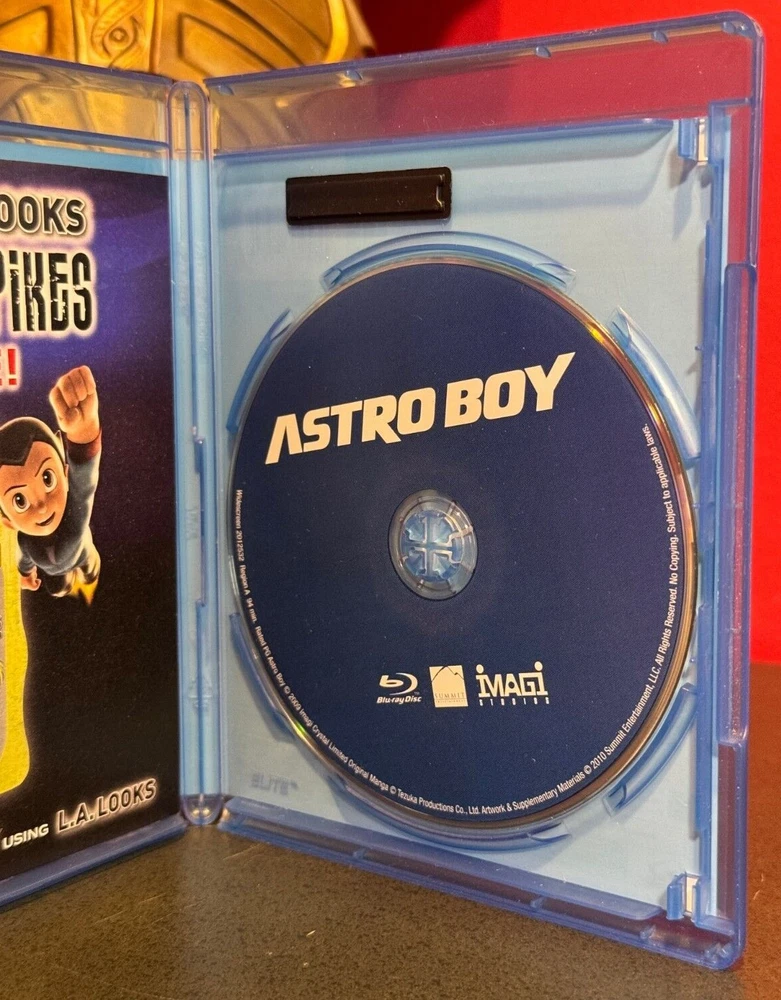 OOKS
PIKES
!
USING L.A. LOOKS
ASTRO BOY
Blu-ray Disc
SUMMIT
iMAGi
STUDIOS
Widescreen 2012532 Region A 94 min. Rated PG Astro Boy © 2009 Imagi Crystal Limited Original Manga © Tezuka Productions Co., Ltd. Artwork & Supplementary Materials © 2010 Summit Entertainment, LLC. All Rights Reserved. No Copying. Subject to applicable laws.
ELITE